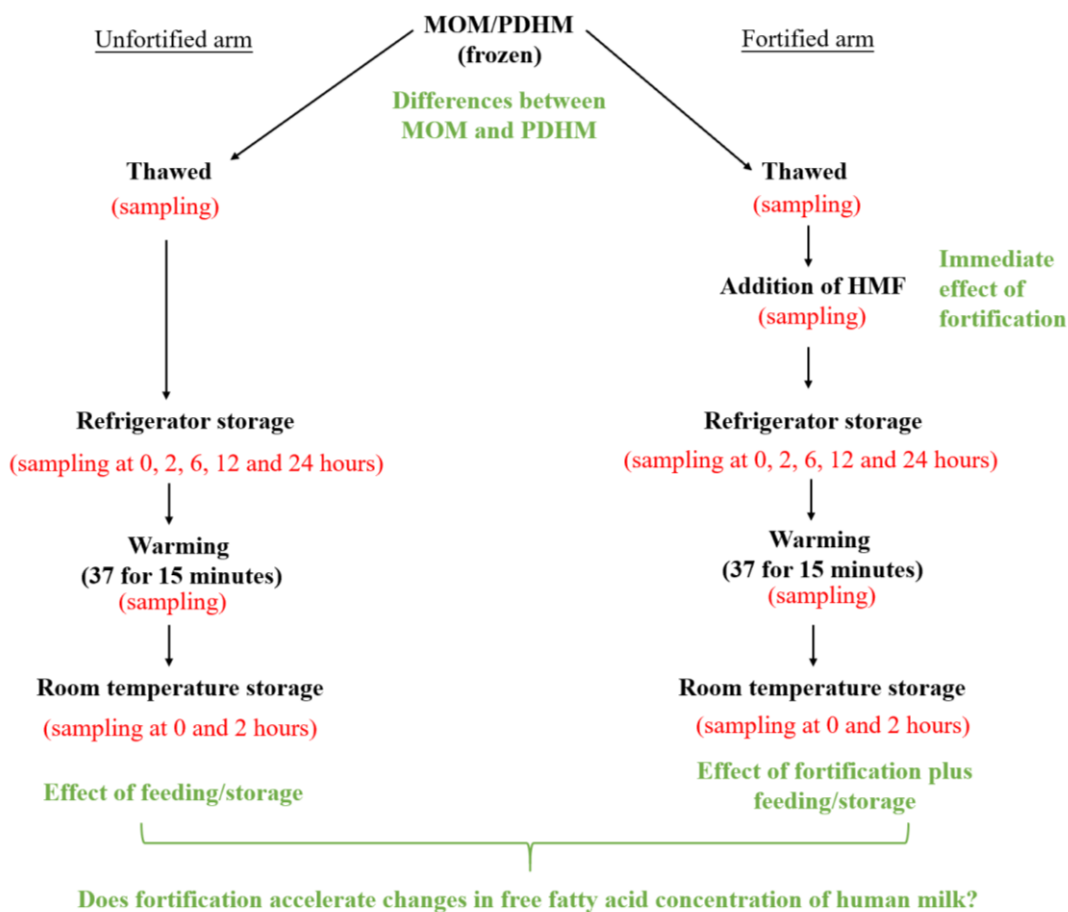 Unfortified arm
MOM/PDHM
(frozen)
Fortified arm
Differences between
MOM and PDHM
Thawed
(sampling)
Thawed
(sampling)
Addition of HMF
(sampling)
Immediate
effect of
fortification
Refrigerator storage
(sampling at 0, 2, 6, 12 and 24 hours)
Refrigerator storage
(sampling at 0, 2, 6, 12 and 24 hours)
Warming
(37 for 15 minutes)
(sampling)
Warming
(37 for 15 minutes)
(sampling)
Room temperature storage
(sampling at 0 and 2 hours)
Room temperature storage
(sampling at 0 and 2 hours)
Effect of feeding/storage
Effect of fortification plus
feeding/storage
Does fortification accelerate changes in free fatty acid concentration of human milk?